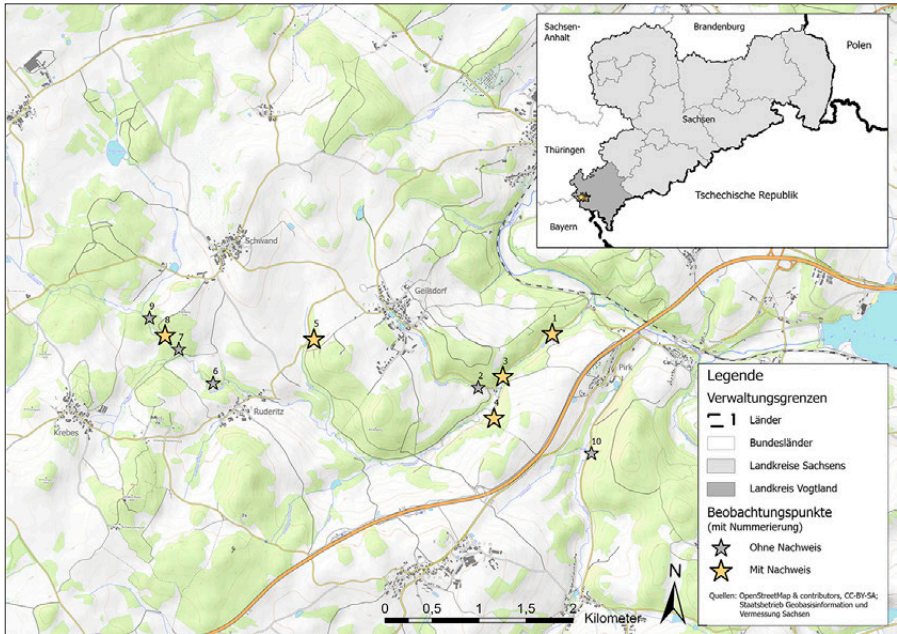 Sachsen-
Anhalt
Brandenburg
Polen
Sachsen
Thüringen
Tschechische Republik
Bayern
Schwand
Geilsdorf
9
8
7
5
1
3
6
2
Pirk
Ruderitz
4
Krebes
10
Legende
Verwaltungsgrenzen
Länder
Bundesländer
Landkreise Sachsens
Landkreis Vogtland
Beobachtungspunkte
(mit Nummerierung)
Ohne Nachweis
Mit Nachweis
Quellen: OpenStreetMap & contributors, CC-BY-SA;
Staatsbetrieb Geobasisinformation und
Vermessung Sachsen
N
0 0,5 1 2
Kilometer